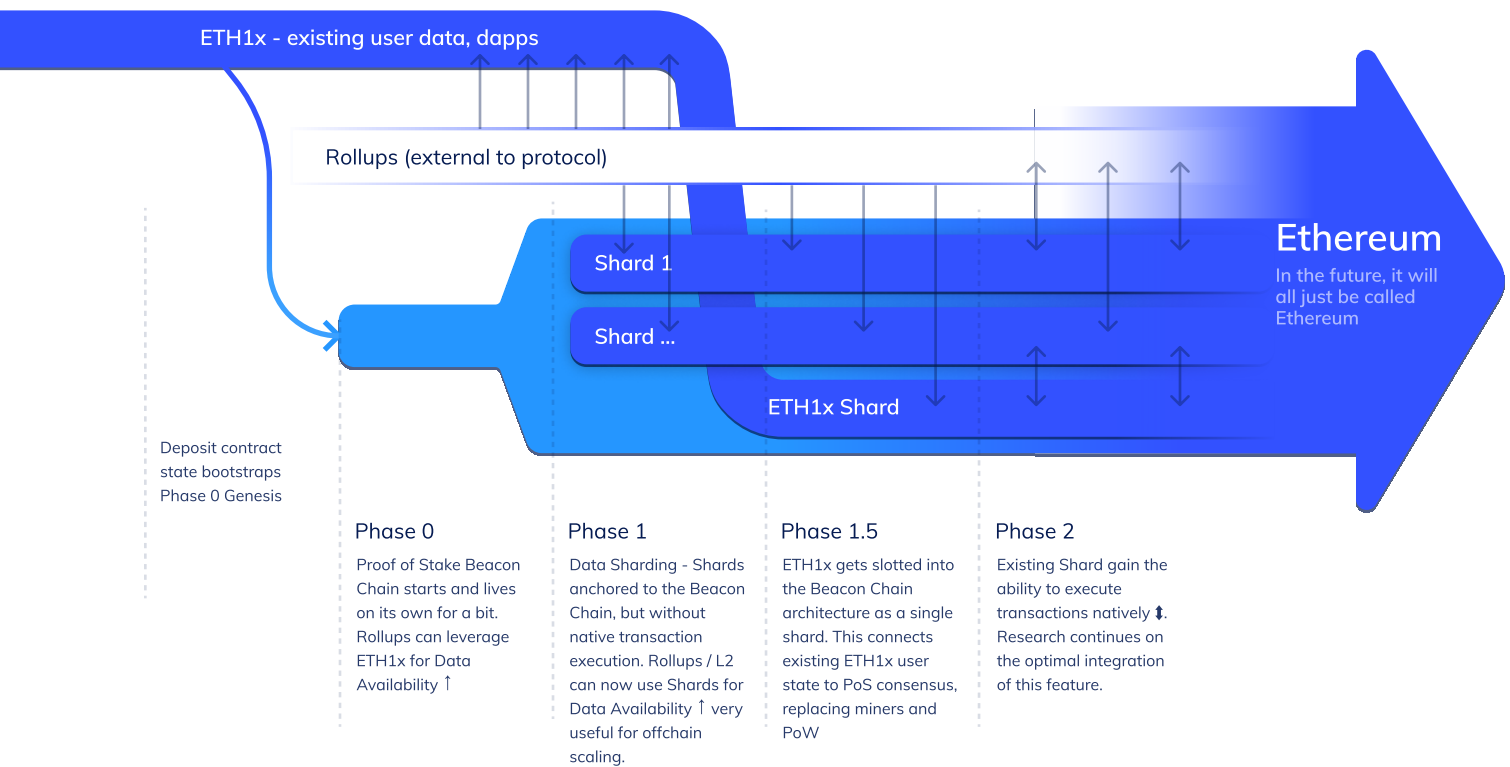 ETH1x - existing user data, dapps
Rollups (external to protocol)
Shard 1
Shard ...
ETH1x Shard
Ethereum
In the future, it will
all just be called
Ethereum
Deposit contract
state bootstraps
Phase 0 Genesis
Phase 0
Proof of Stake Beacon
Chain starts and lives
on its own for a bit.
Rollups can leverage
ETH1x for Data
Availability ↑
Phase 1
Data Sharding - Shards
anchored to the Beacon
Chain, but without
native transaction
execution. Rollups / L2
can now use Shards for
Data Availability ↑ very
useful for offchain
scaling.
Phase 1.5
ETH1x gets slotted into
the Beacon Chain
architecture as a single
shard. This connects
existing ETH1x user
state to PoS consensus,
replacing miners and
PoW
Phase 2
Existing Shard gain the
ability to execute
transactions natively ⬍.
Research continues on
the optimal integration
of this feature.